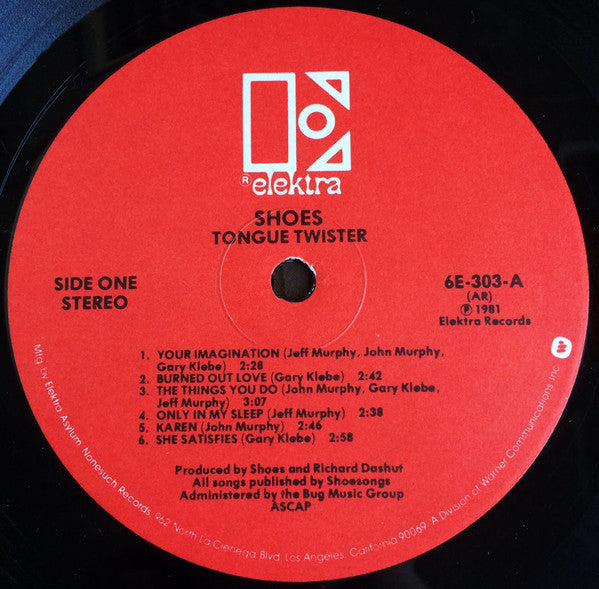 ® elektra
SHOES
TONGUE TWISTER
SIDE ONE
STEREO
6E-303-A
(AR)
℗ 1981
Elektra Records
1. YOUR IMAGINATION (Jeff Murphy, John Murphy,
Gary Klebe) 2:28
2. BURNED OUT LOVE (Gary Klebe) 2:42
3. THE THINGS YOU DO (John Murphy, Gary Klebe,
Jeff Murphy) 3:07
4. ONLY IN MY SLEEP (Jeff Murphy) 2:38
5. KAREN (John Murphy) 2:46
6. SHE SATISFIES (Gary Klebe) 2:58
Produced by Shoes and Richard Dashut
All songs published by Shoesongs
Administered by the Bug Music Group
ASCAP
Mfg by Elektra Asylum Nonesuch Records, 962 North La Cienega Blvd, Los Angeles, California 90069. A Division of Warner Communications Inc